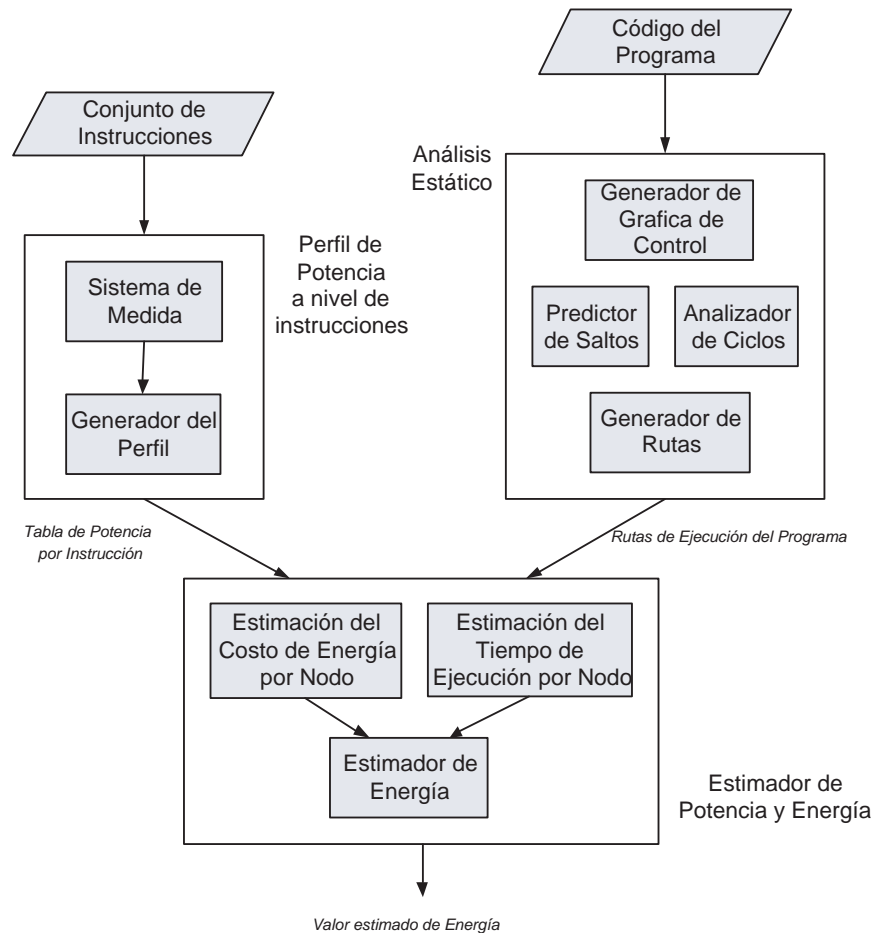 Código del
Programa
Conjunto de
Instrucciones
Análisis
Estático
Generador de
Grafica de
Control
Perfil de
Potencia
a nivel de
instrucciones
Sistema de
Medida
Predictor
de Saltos
Analizador
de Ciclos
Generador del
Perfil
Generador de
Rutas
Tabla de Potencia
por Instrucción
Rutas de Ejecución del Programa
Estimación del
Costo de Energía
por Nodo
Estimación del
Tiempo de
Ejecución por Nodo
Estimador de
Energía
Estimador de
Potencia y Energía
Valor estimado de Energía